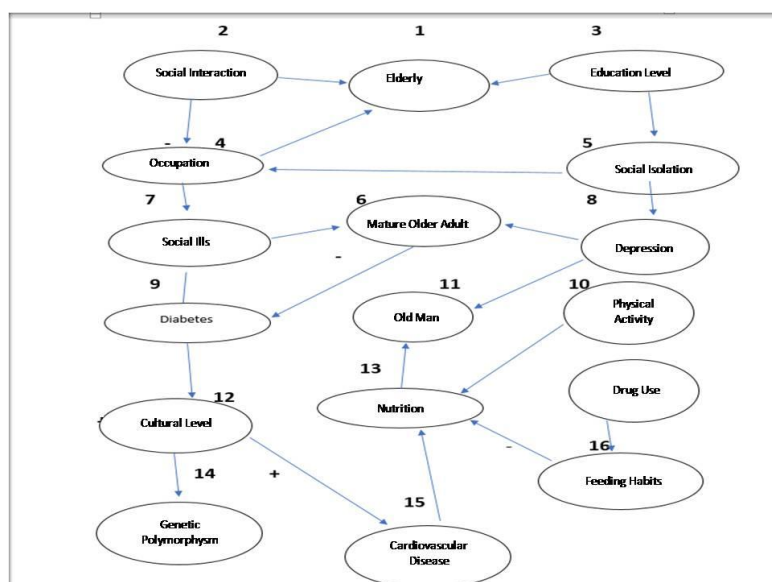 2 1 3
Social Interaction
Elderly
Education Level
- 4 5
Occupation
Social Isolation
7 6 8
Mature Older Adult
Social Ills
Depression
-
9 11 10
Physical
Activity
Diabetes
Old Man
13
Drug Use
12
Nutrition
Cultural Level
- 16
14 +
Feeding Habits
15
Genetic
Polymorphysm
Cardiovascular
Disease